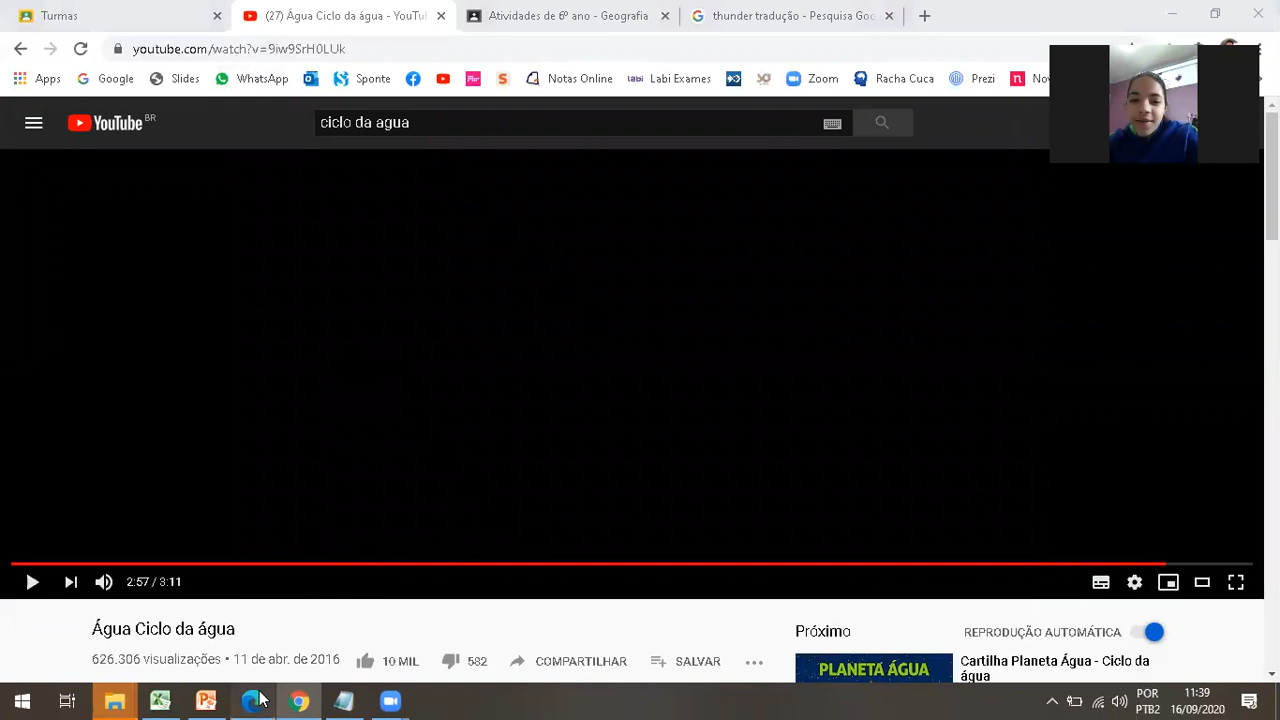 Turmas
(27) Água Ciclo da água - YouTu
Atividades de 6º ano - Geografia
thunder tradução - Pesquisa Goo
youtube.com/watch?v=9iw9SrH0LUk
Apps
Google
Slides
WhatsApp
Sponte
Notas Online
labi
Labi Exames
Zoom
Racha Cuca
Prezi
Nov
YouTube BR
ciclo da agua
2:57 / 3:11
Água Ciclo da água
626.306 visualizações • 11 de abr. de 2016
10 MIL
582
COMPARTILHAR
SALVAR
Próximo
REPRODUÇÃO AUTOMÁTICA
PLANETA ÁGUA
Cartilha Planeta Água - Ciclo da
água
POR
PTB2
11:39
16/09/2020